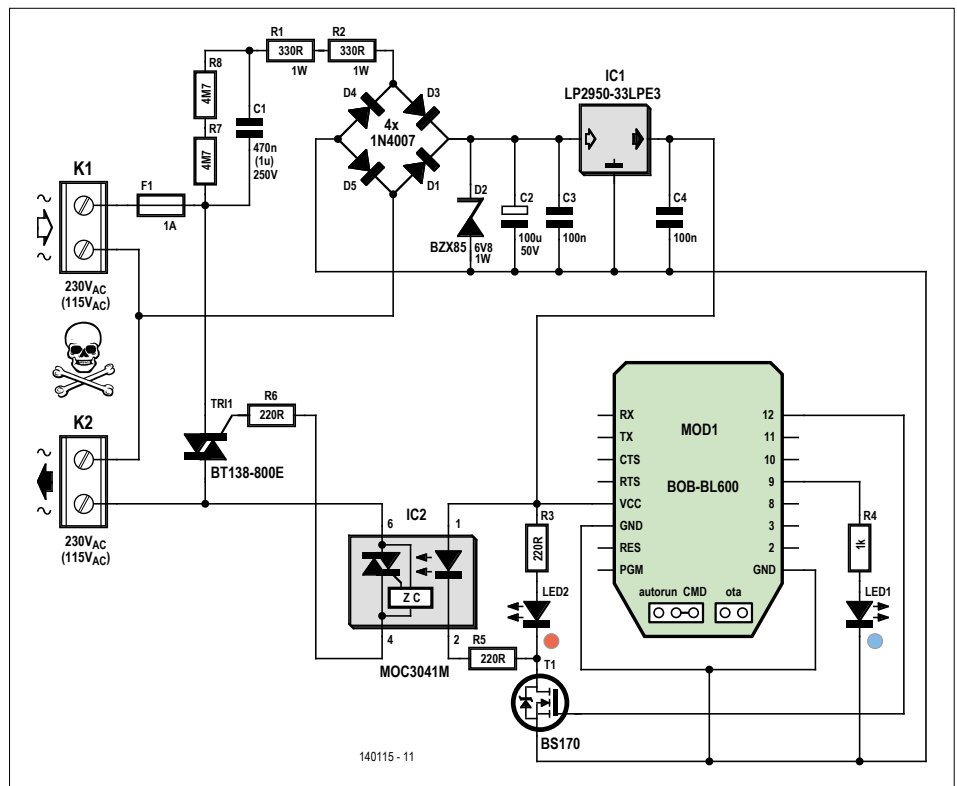 R1
330R
1W
R2
330R
1W
R8
4M7
R7
4M7
C1
470n
(1u)
250V
D4
D3
4x
1N4007
D5
D1
IC1
LP2950-33LPE3
K1
~
~
F1
1A
230VAC
(115VAC)
D2
BZX85
6V8
1W
C2
100u
50V
C3
100n
C4
100n
K2
~
~
230VAC
(115VAC)
TRI1
BT138-800E
R6
220R
IC2
6
1
Z C
4
2
MOC3041M
R5
220R
R3
220R
LED2
T1
BS170
MOD1
BOB-BL600
RX
TX
CTS
RTS
VCC
GND
RES
PGM
12
11
10
9
8
3
2
GND
autorun CMD
ota
R4
1k
LED1
140115 - 11